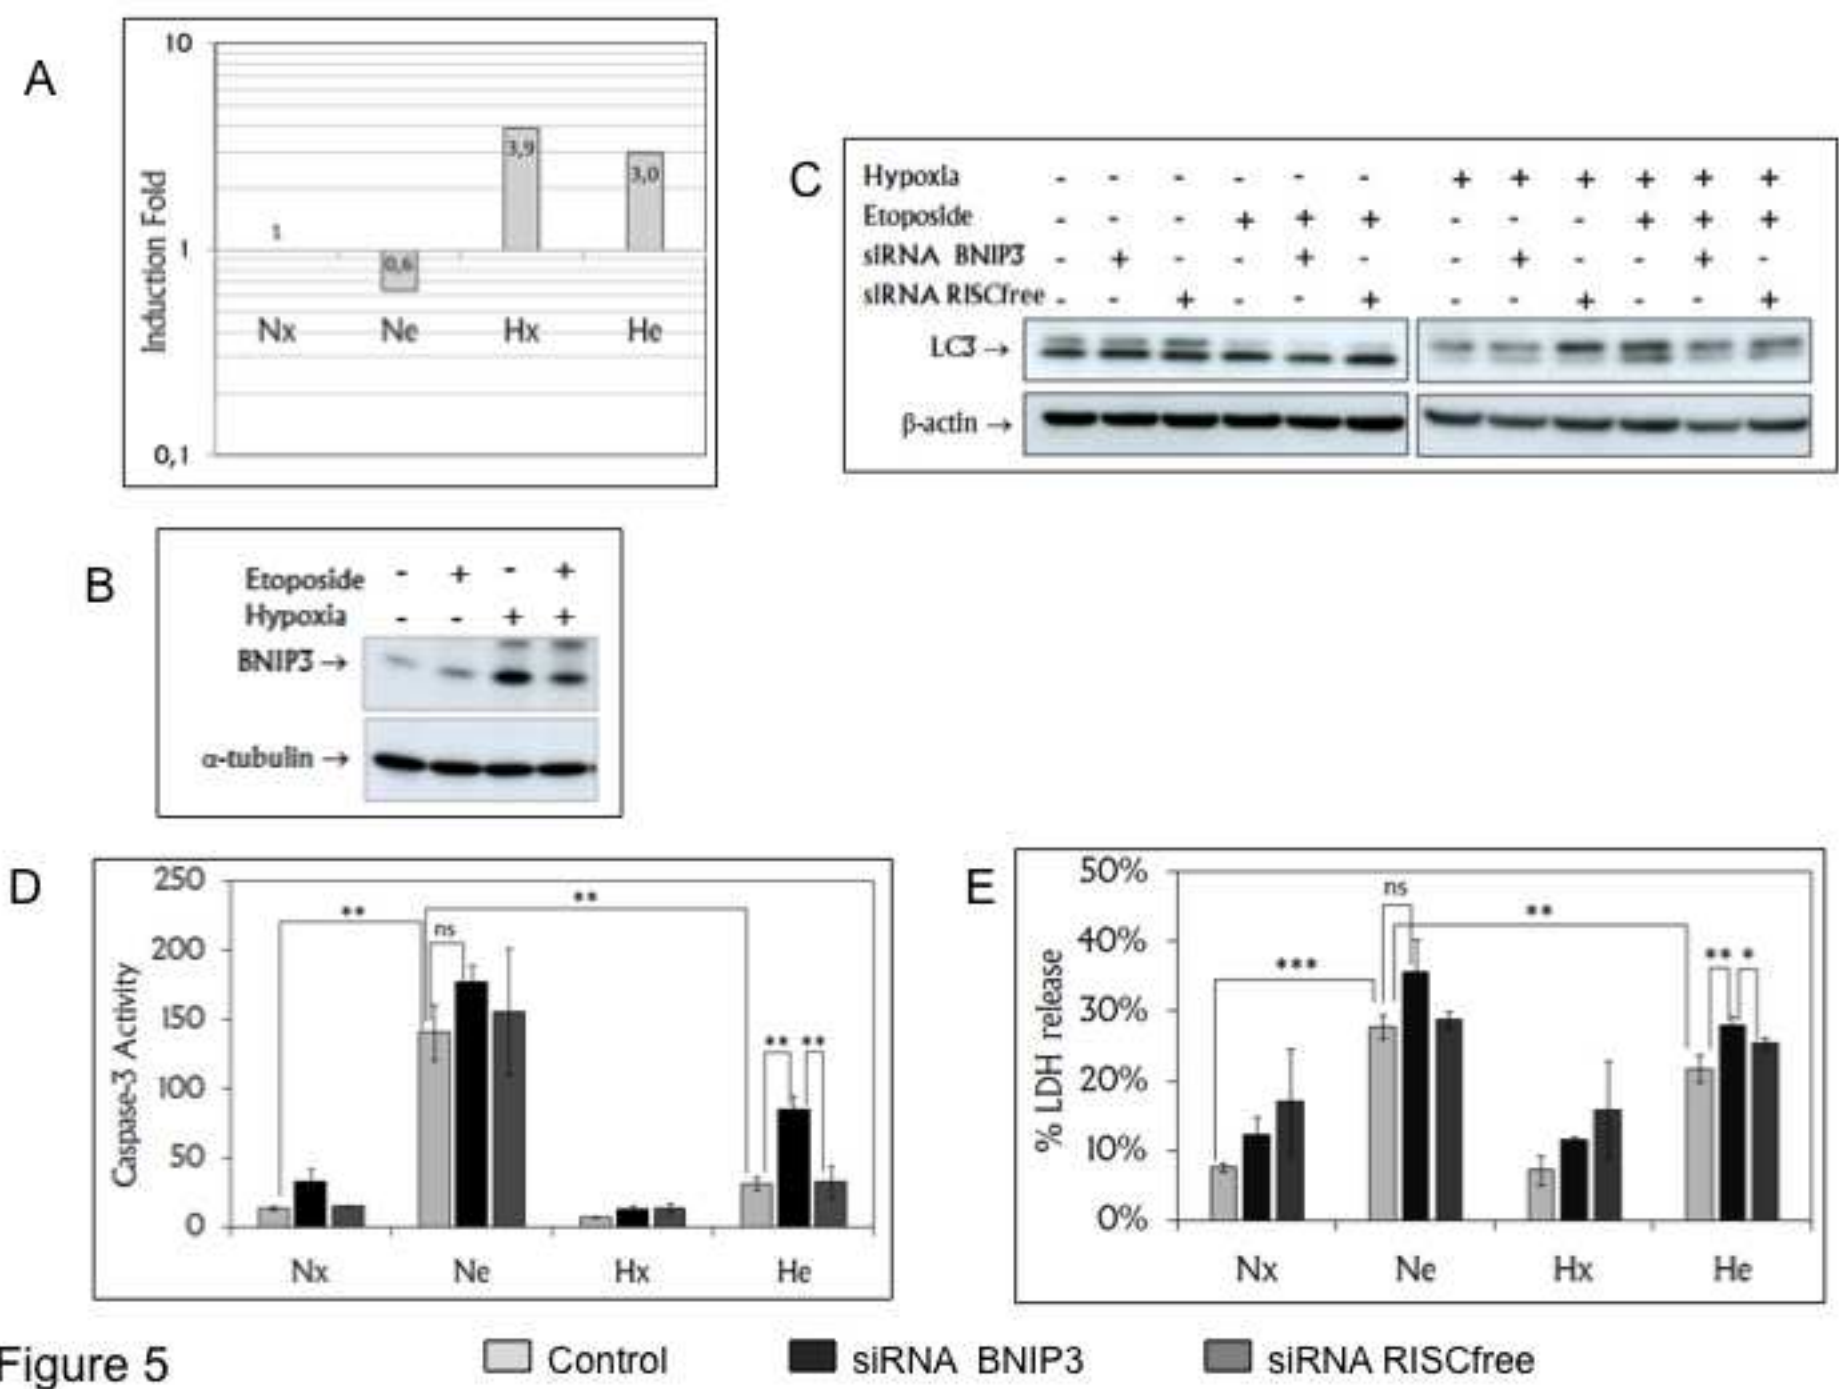 A
10
1
0,1
Induction Fold
1
0,6
3,9
3,0
Nx Ne Hx He
C
Hypoxia - - - - - - + + + + + +
Etoposide - - - + + + - - - + + +
siRNA BNIP3 - + - - + - - + - - + -
siRNA RISCfree - - + - - + - - + - - +
LC3 →
β-actin →
B
Etoposide - + - +
Hypoxia - - + +
BNIP3 →
α-tubulin →
D
Caspase-3 Activity
250
200
150
100
50
0
**
**
ns
** **
Nx Ne Hx He
E
% LDH release
50%
40%
30%
20%
10%
0%
ns
**
***
** *
Nx Ne Hx He
Figure 5
Control
siRNA BNIP3
siRNA RISCfree